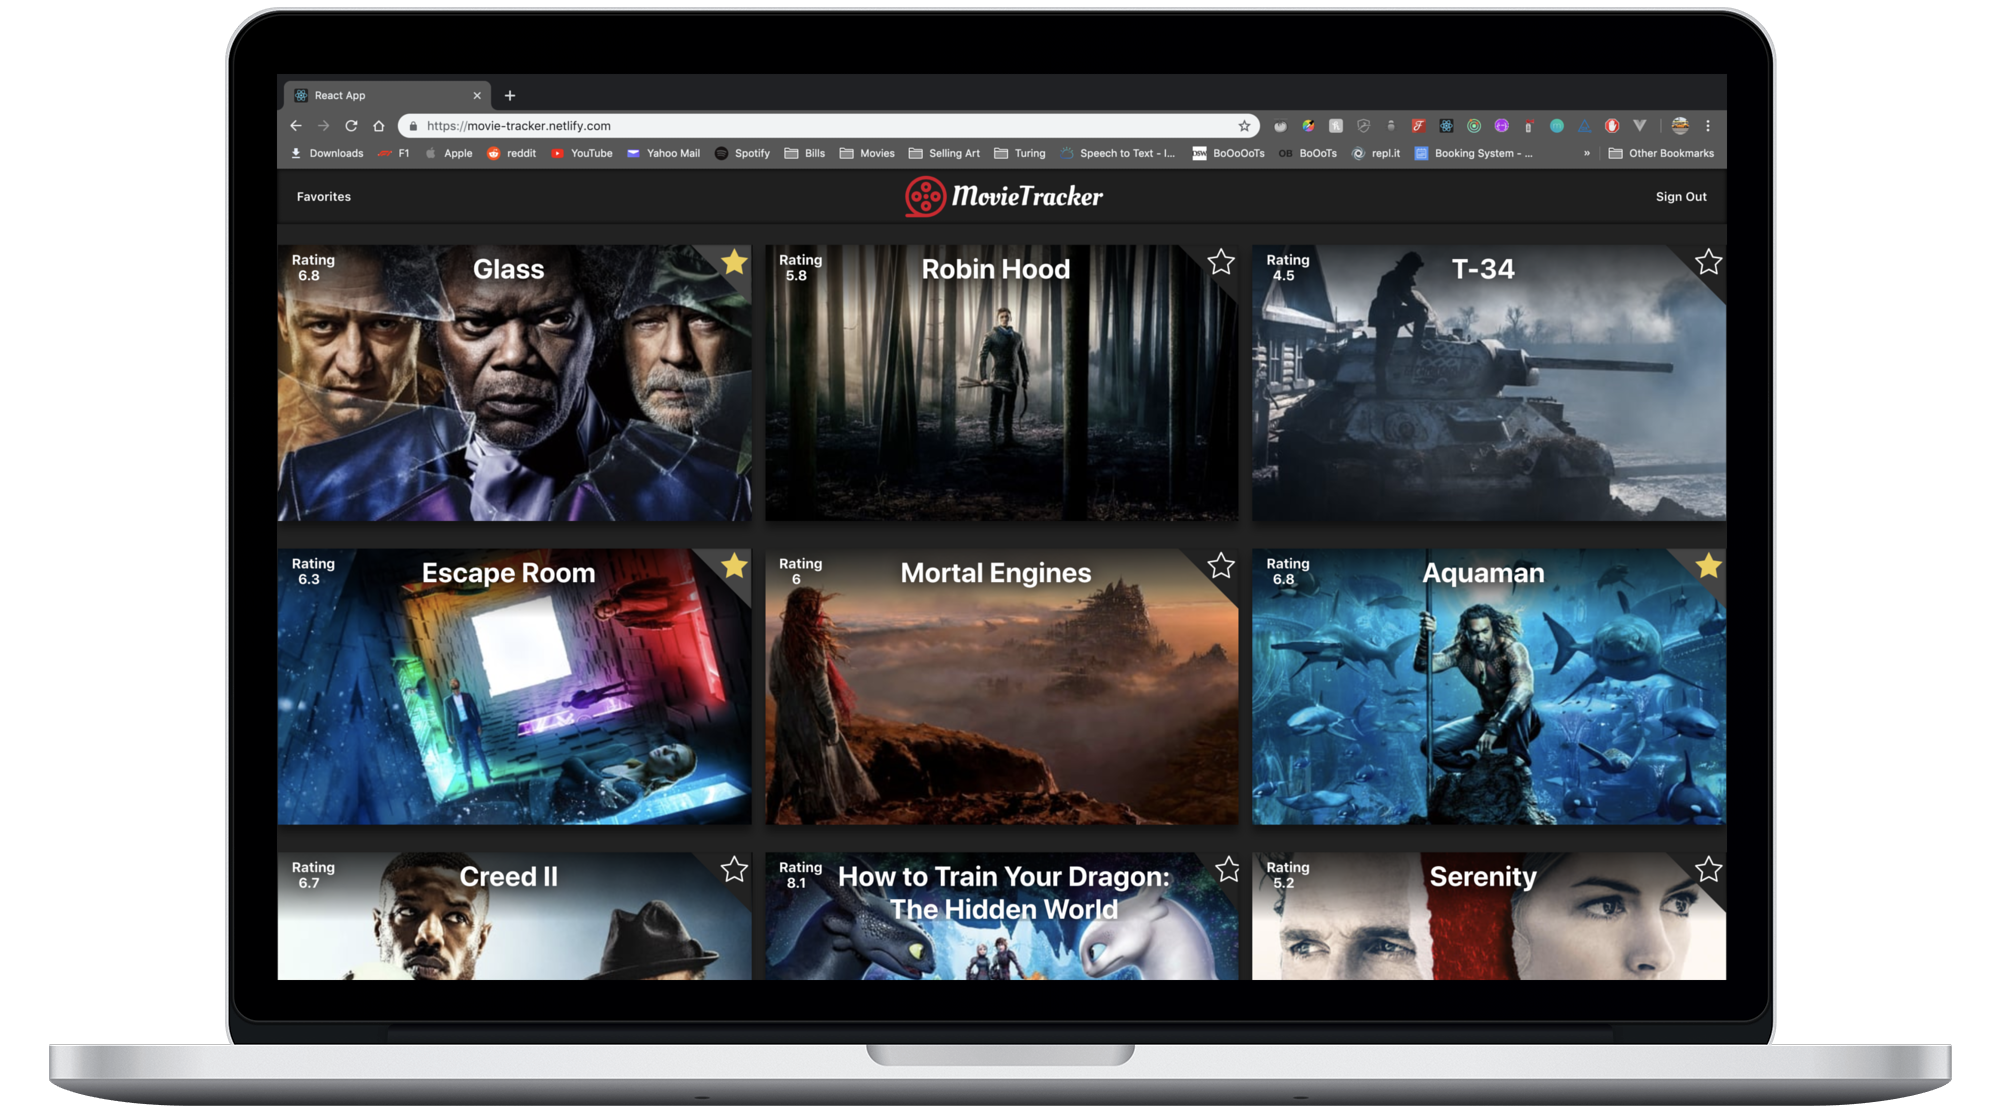 React App
https://movie-tracker.netlify.com
Downloads F1 Apple reddit YouTube Yahoo Mail Spotify Bills Movies Selling Art Turing Speech to Text - I... DSW BoOoOoTs OB BoOoTs repl.it Booking System - ... » Other Bookmarks
Favorites
MovieTracker
Sign Out
Rating
6.8
Glass
Rating
5.8
Robin Hood
Rating
4.5
T-34
Rating
6.3
Escape Room
Rating
6
Mortal Engines
Rating
6.8
Aquaman
Rating
6.7
Creed II
Rating
8.1
How to Train Your Dragon:
The Hidden World
Rating
5.2
Serenity